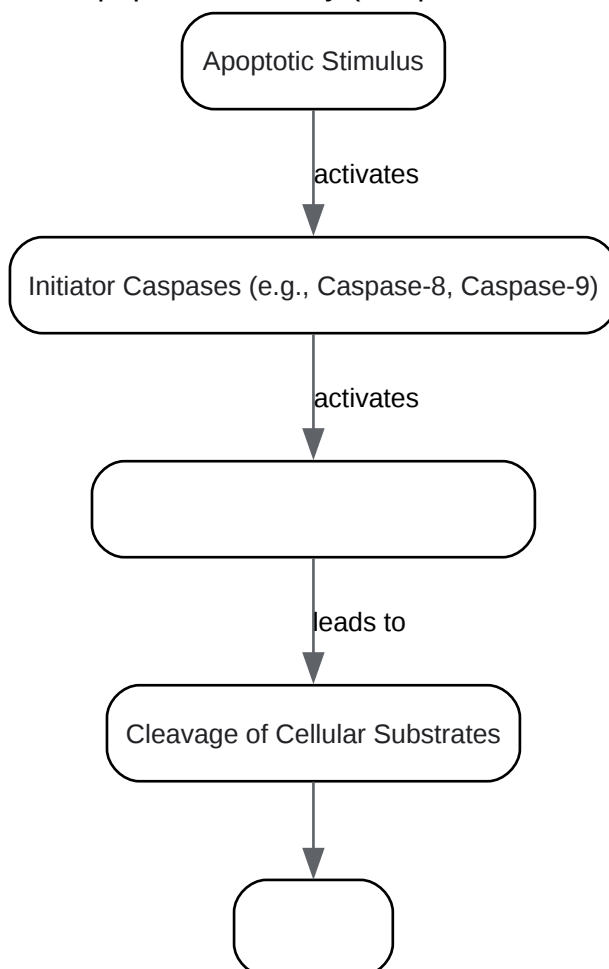 Apoptotic Stimulus
activates
Initiator Caspases (e.g., Caspase-8, Caspase-9)
activates
leads to
Cleavage of Cellular Substrates